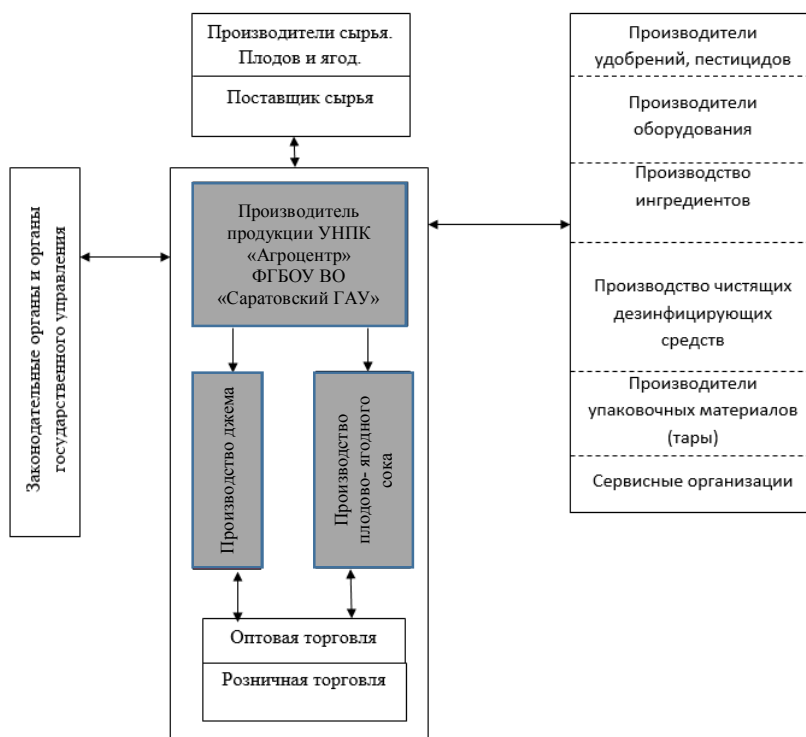 Производители сырья.
Плодов и ягод.
Поставщик сырья
Законодательные органы и органы
государственного управления
Производитель
продукции УНПК
«Агроцентр»
ФГБОУ ВО
«Саратовский ГАУ»
Производство джема
Производство
плодово- ягодного
сока
Оптовая торговля
Розничная торговля
Производители
удобрений, пестицидов
Производители
оборудования
Производство
ингредиентов
Производство чистящих
дезинфицирующих
средств
Производители
упаковочных материалов
(тары)
Сервисные организации